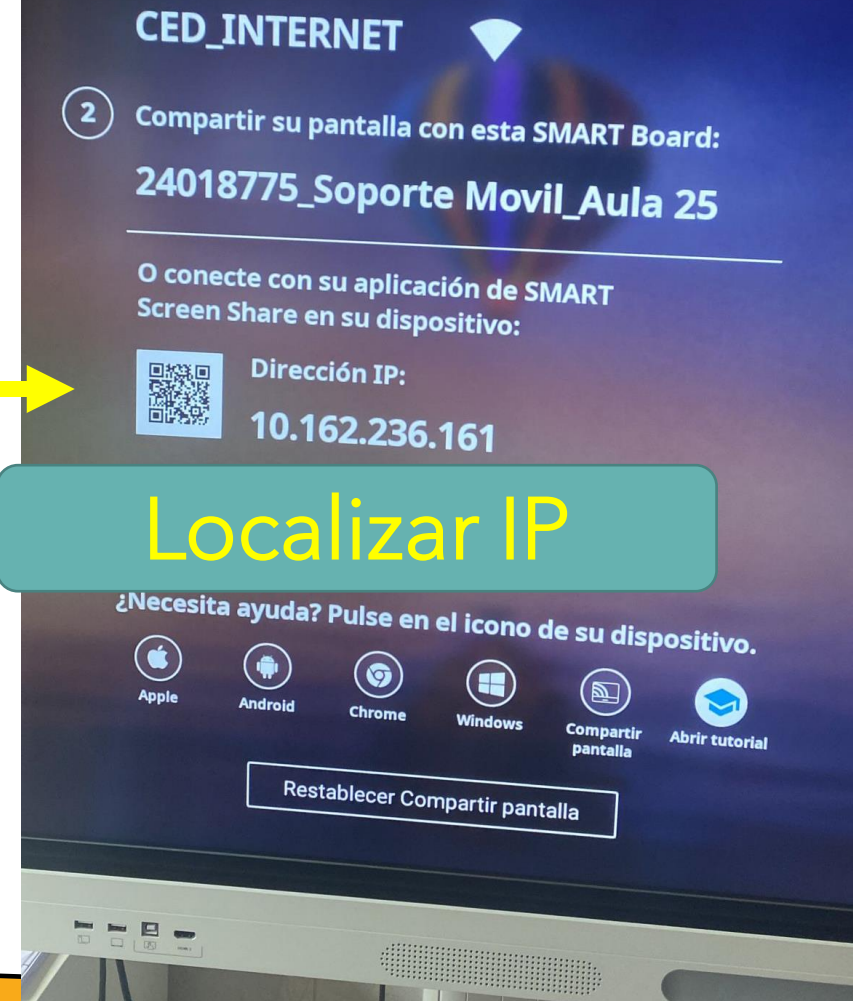 CED_INTERNET
2 Compartir su pantalla con esta SMART Board:
24018775_Soporte Movil_Aula 25
O conecte con su aplicación de SMART
Screen Share en su dispositivo:
Dirección IP:
10.162.236.161
Localizar IP
¿Necesita ayuda? Pulse en el icono de su dispositivo.
Apple
Android
Chrome
Windows
Compartir
pantalla
Abrir tutorial
Restablecer Compartir pantalla